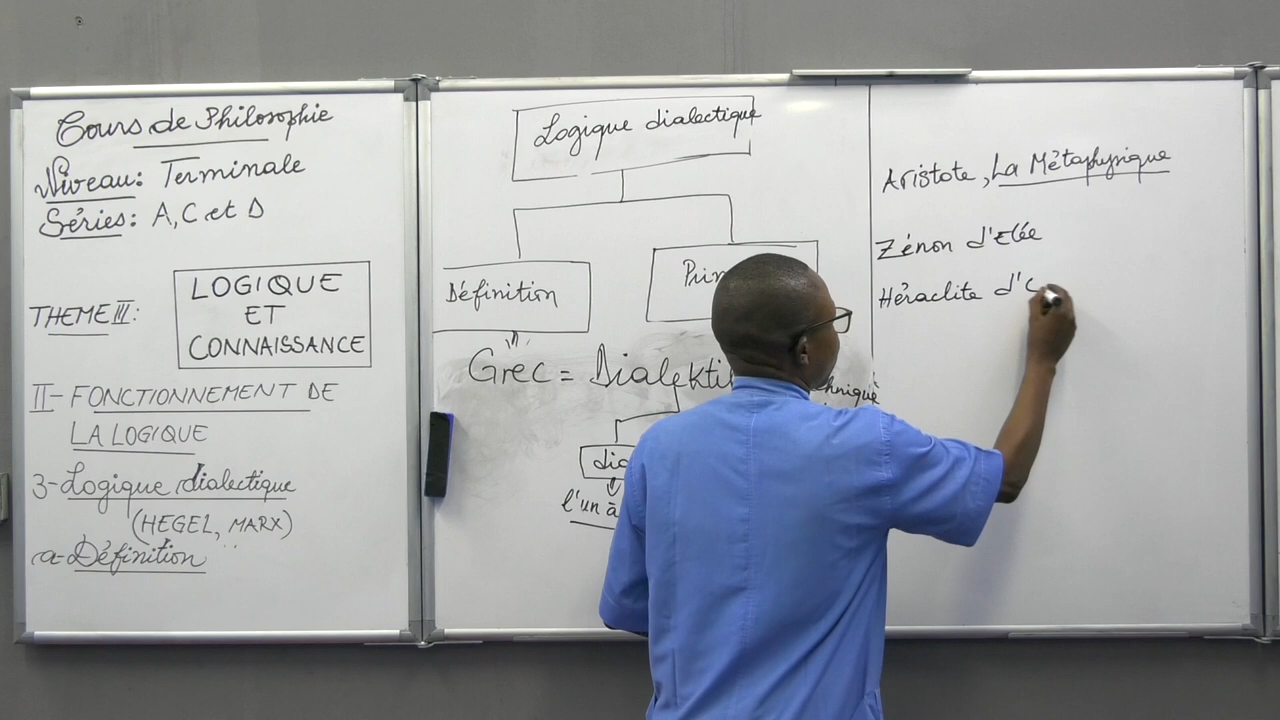 Cours de Philosophie
Niveau: Terminale
Séries: A, C et D
THEME III:
LOGIQUE
ET
CONNAISSANCE
II- FONCTIONNEMENT DE
LA LOGIQUE
3- Logique dialectique
(HEGEL, MARX)
a- Définition
Logique dialectique
Définition
Grec =
l'un à
Aristote, La Métaphysique
Zénon d'Elée
Héraclite